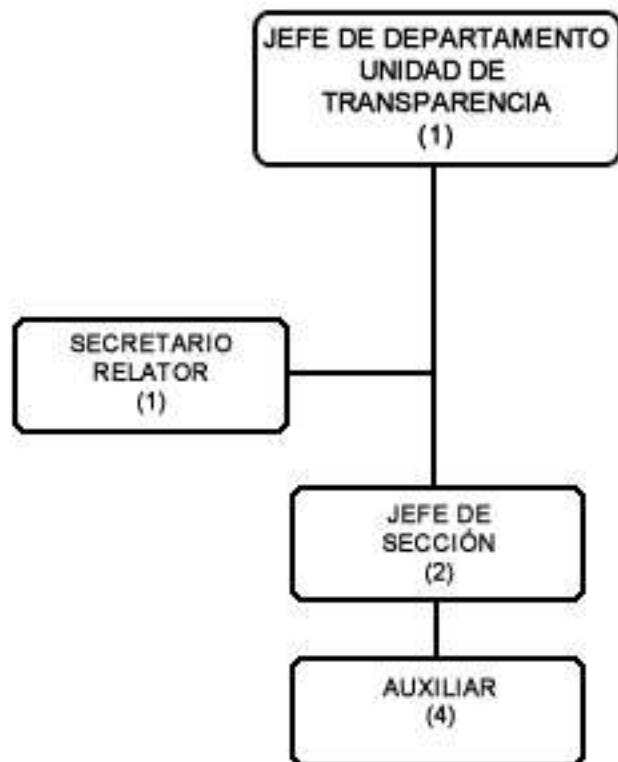 JEFE DE DEPARTAMENTO
UNIDAD DE
TRANSPARENCIA
(1)
SECRETARIO
RELATOR
(1)
JEFE DE
SECCIÓN
(2)
AUXILIAR
(4)